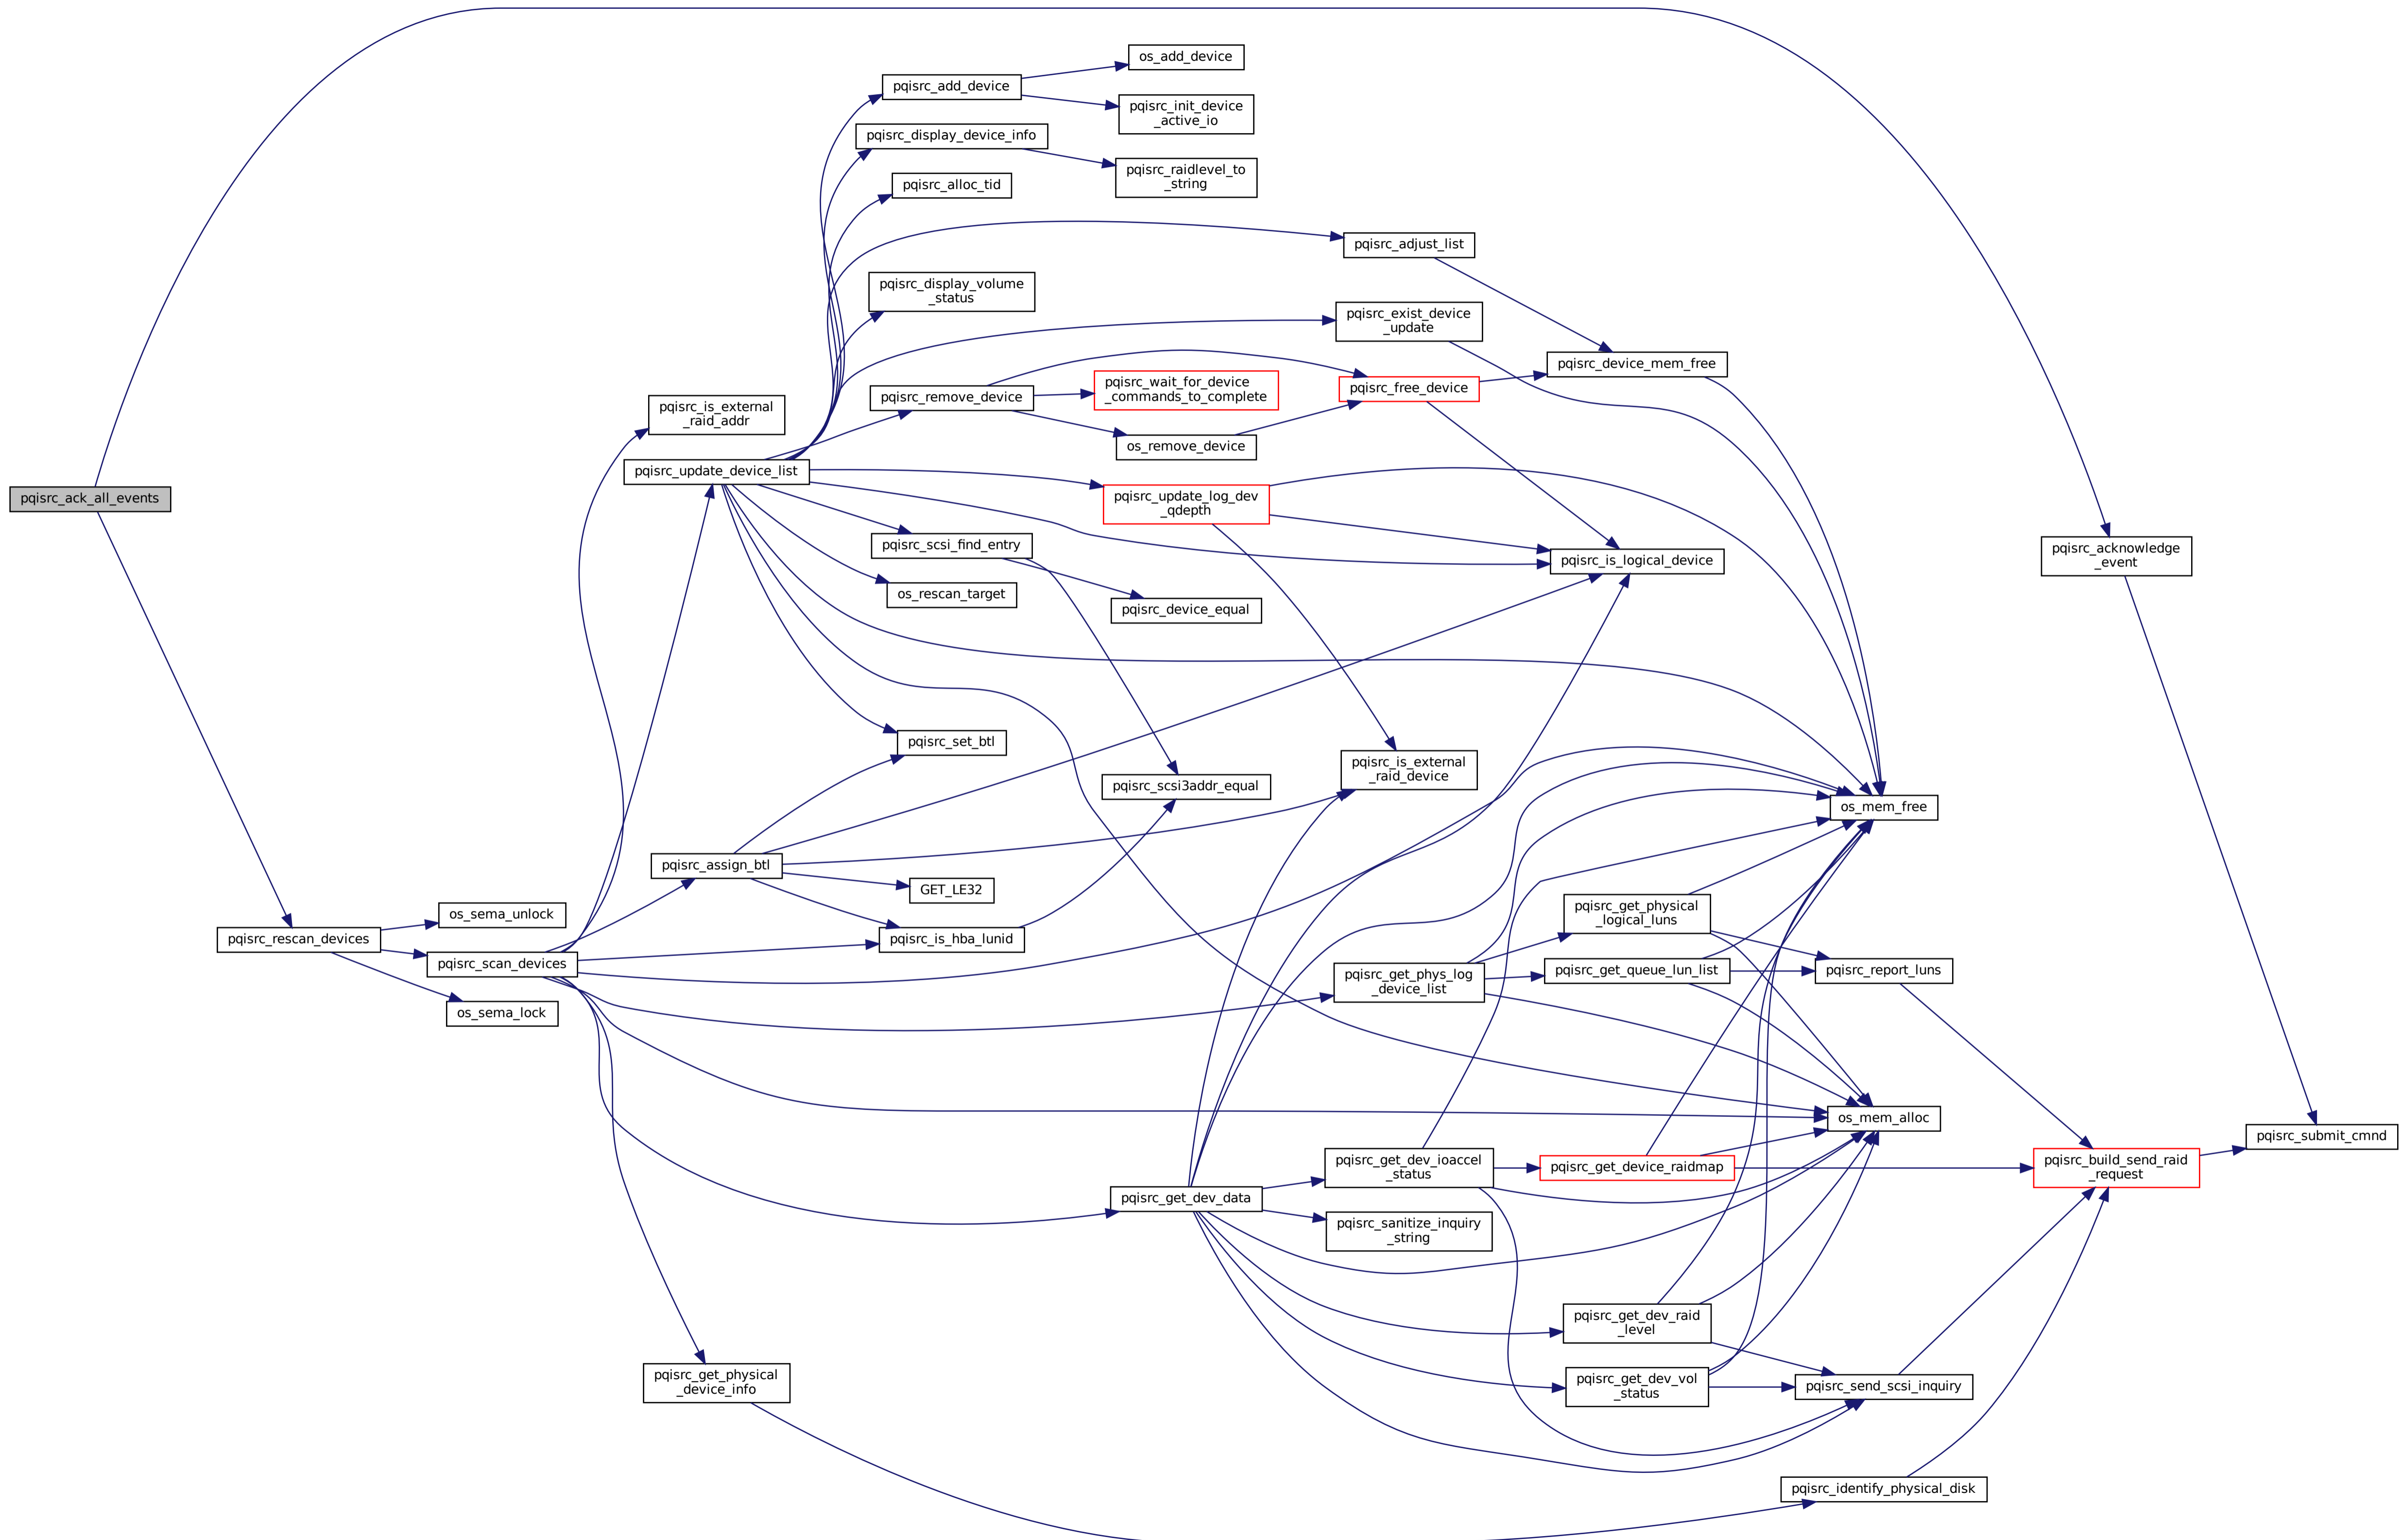 os_add_device
pqisrc_add_device
pqisrc_init_device
_active_io
pqisrc_display_device_info
pqisrc_raidlevel_to
_string
pqisrc_alloc_tid
pqisrc_adjust_list
pqisrc_display_volume
_status
pqisrc_exist_device
_update
pqisrc_device_mem_free
pqisrc_wait_for_device
_commands_to_complete
pqisrc_free_device
pqisrc_remove_device
pqisrc_is_external
_raid_addr
os_remove_device
pqisrc_update_device_list
pqisrc_ack_all_events
pqisrc_update_log_dev
_qdepth
pqisrc_scsi_find_entry
pqisrc_acknowledge
_event
pqisrc_is_logical_device
os_rescan_target
pqisrc_device_equal
pqisrc_set_btl
pqisrc_is_external
_raid_device
pqisrc_scsi3addr_equal
os_mem_free
pqisrc_assign_btl
GET_LE32
os_sema_unlock
pqisrc_get_physical
_logical_luns
pqisrc_rescan_devices
pqisrc_is_hba_lunid
pqisrc_scan_devices
pqisrc_get_phys_log
_device_list
pqisrc_get_queue_lun_list
pqisrc_report_luns
os_sema_lock
os_mem_alloc
pqisrc_submit_cmnd
pqisrc_get_dev_ioaccel
_status
pqisrc_get_device_raidmap
pqisrc_build_send_raid
_request
pqisrc_get_dev_data
pqisrc_sanitize_inquiry
_string
pqisrc_get_dev_raid
_level
pqisrc_get_physical
_device_info
pqisrc_get_dev_vol
_status
pqisrc_send_scsi_inquiry
pqisrc_identify_physical_disk